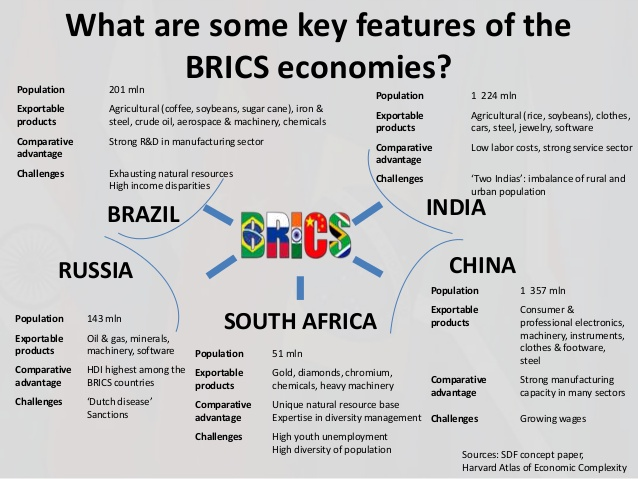 What are some key features of the
BRICS economies?
Population 201 mln
Exportable products Agricultural (coffee, soybeans, sugar cane), iron &
steel, crude oil, aerospace & machinery, chemicals
Comparative advantage Strong R&D in manufacturing sector
Challenges Exhausting natural resources
High income disparities
BRAZIL
Population 1 224 mln
Exportable products Agricultural (rice, soybeans), clothes,
cars, steel, jewelry, software
Comparative advantage Low labor costs, strong service sector
Challenges ‘Two Indias’: imbalance of rural and
urban population
INDIA
BRICS
RUSSIA
Population 143 mln
Exportable products Oil & gas, minerals,
machinery, software
Comparative advantage HDI highest among the
BRICS countries
Challenges ‘Dutch disease’
Sanctions
SOUTH AFRICA
Population 51 mln
Exportable products Gold, diamonds, chromium,
chemicals, heavy machinery
Comparative advantage Unique natural resource base
Expertise in diversity management
Challenges High youth unemployment
High diversity of population
CHINA
Population 1 357 mln
Exportable products Consumer &
professional electronics,
machinery, instruments,
clothes & footware,
steel
Comparative advantage Strong manufacturing
capacity in many sectors
Challenges Growing wages
Sources: SDF concept paper,
Harvard Atlas of Economic Complexity